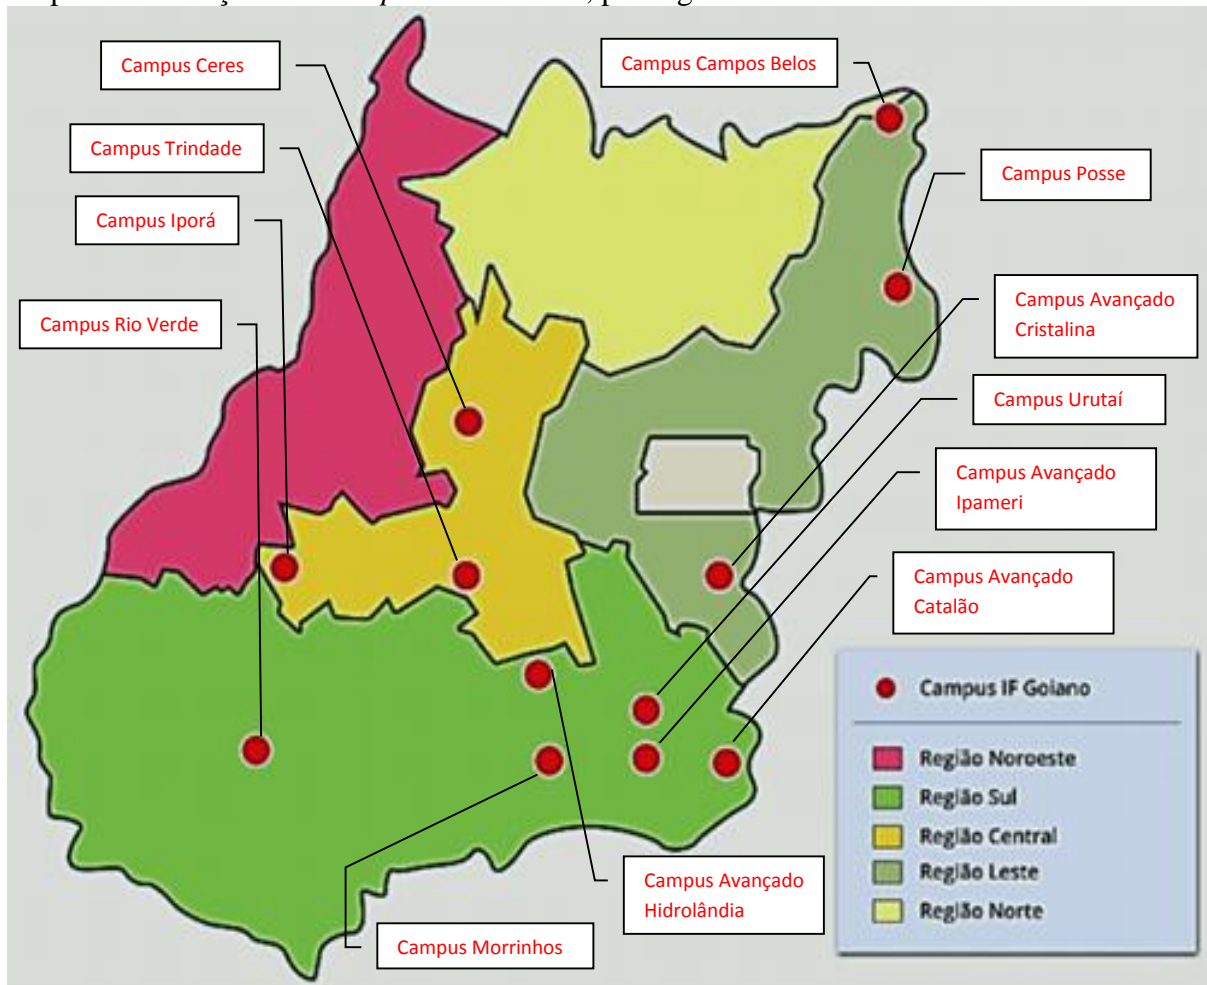 Campus Ceres
Campus Campos Belos
Campus Trindade
Campus Posse
Campus Iporá
Campus Rio Verde
Campus Avançado
Cristalina
Campus Urutaí
Campus Avançado
Ipameri
Campus Avançado
Catalão
Campus IF Goiano
Região Noroeste
Região Sul
Região Central
Região Leste
Região Norte
Campus Avançado
Hidrolândia
Campus Morrinhos